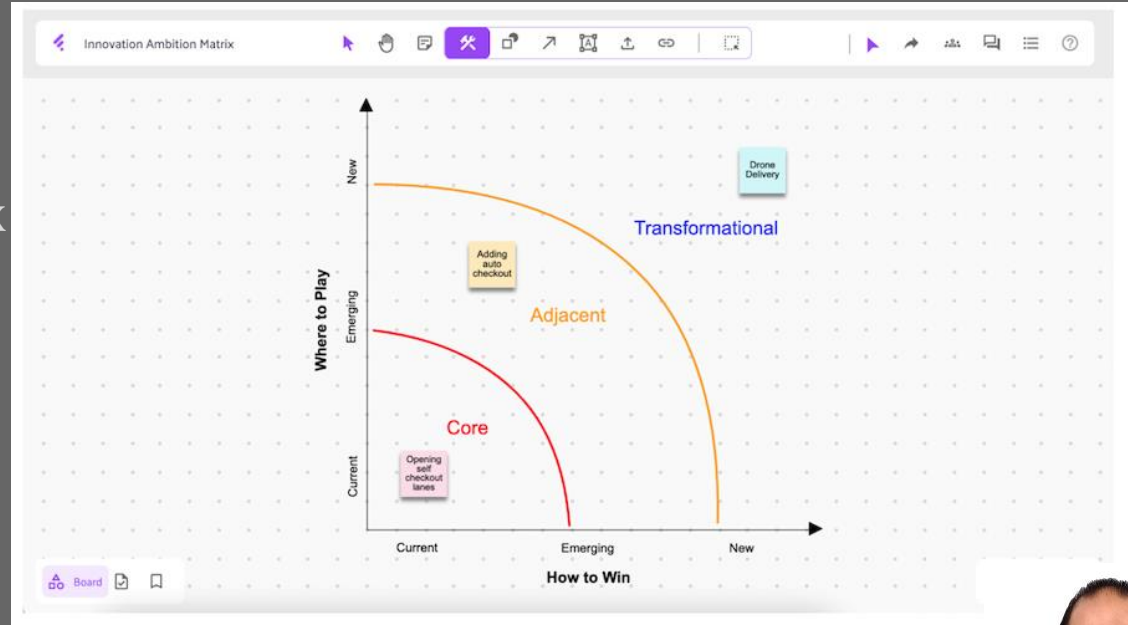 Innovation Ambition Matrix
A
New
Drone
Delivery
Transformational
Adding
auto
checkout
Adjacent
Where to Play
Emerging
Core
Opening
self
checkout
lanes
Current
Current
Emerging
New
How to Win
Board